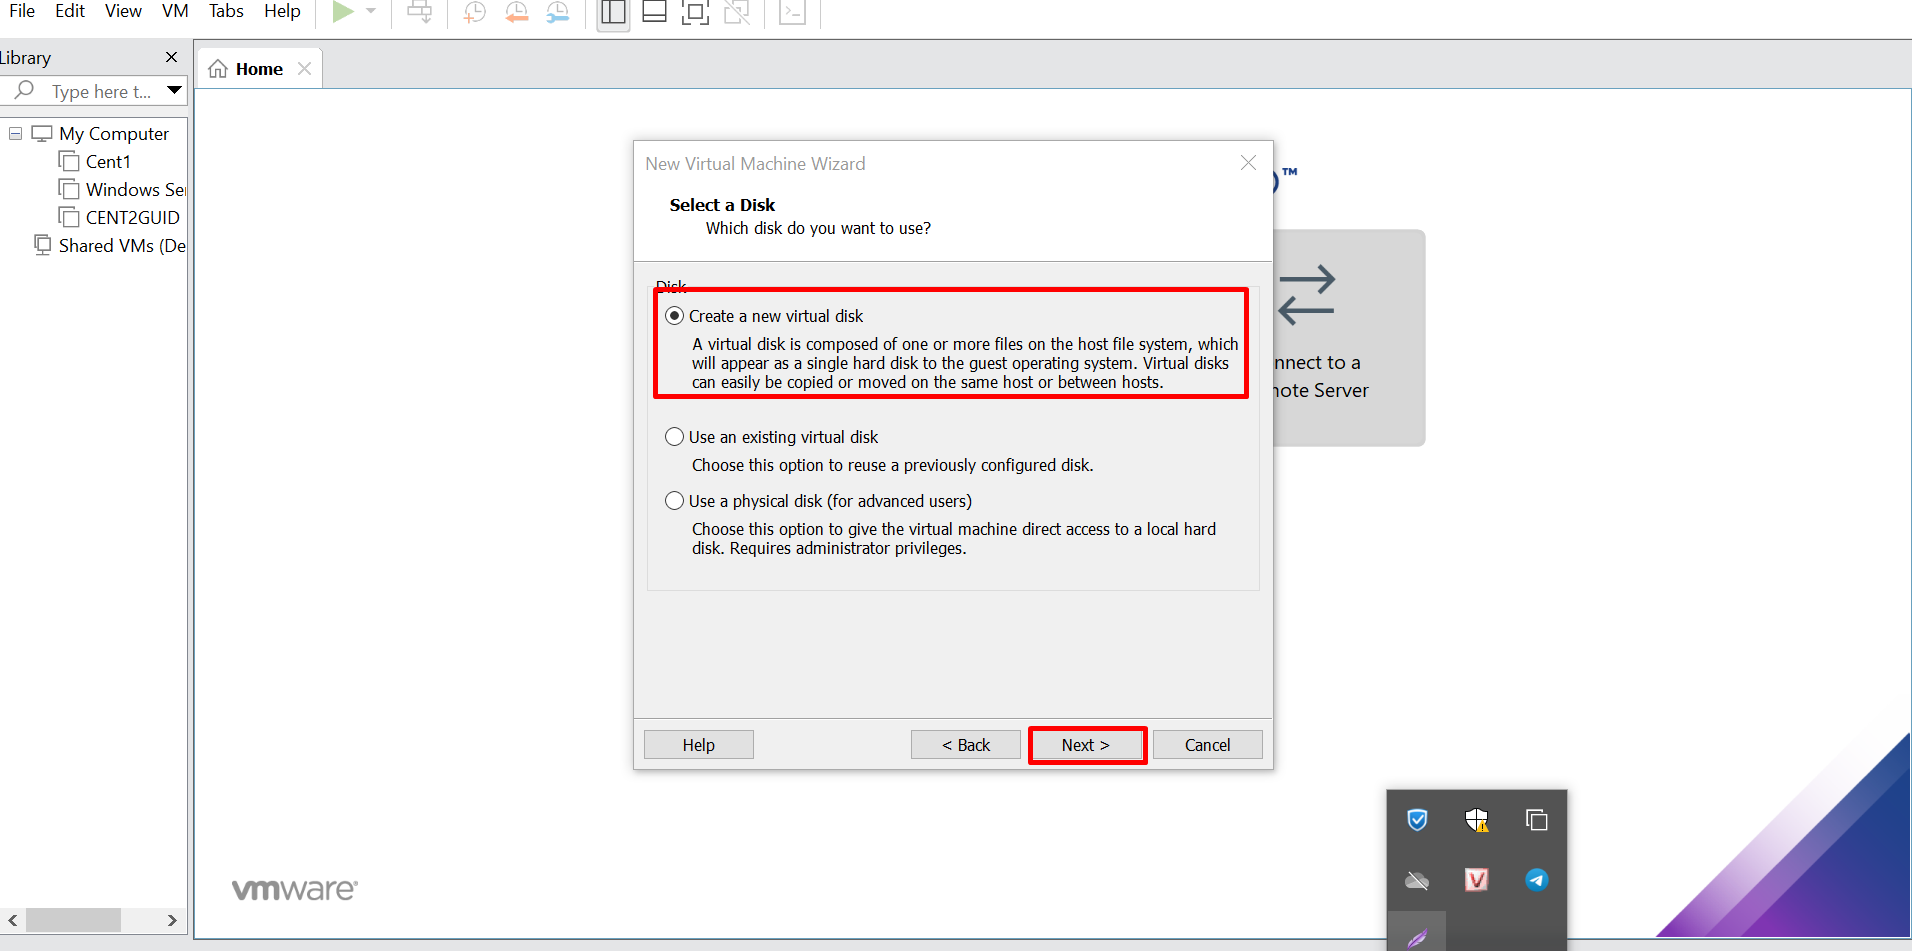 File Edit View VM Tabs Help
Library
Type here t...
Home
My Computer
Cent1
Windows Se
CENT2GUID
Shared VMs (De
New Virtual Machine Wizard
TM
Select a Disk
Which disk do you want to use?
Disk
Create a new virtual disk
A virtual disk is composed of one or more files on the host file system, which
will appear as a single hard disk to the guest operating system. Virtual disks
can easily be copied or moved on the same host or between hosts.
nnect to a
note Server
Use an existing virtual disk
Choose this option to reuse a previously configured disk.
Use a physical disk (for advanced users)
Choose this option to give the virtual machine direct access to a local hard
disk. Requires administrator privileges.
Help < Back Next > Cancel
vmware
V